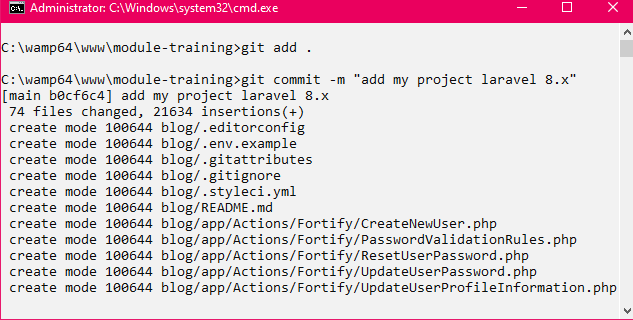 Administrator: C:\Windows\system32\cmd.exe
C:\wamp64\www\module-training>git add .
C:\wamp64\www\module-training>git commit -m "add my project laravel 8.x"
[main b0cf6c4] add my project laravel 8.x
 74 files changed, 21634 insertions(+)
 create mode 100644 blog/.editorconfig
 create mode 100644 blog/.env.example
 create mode 100644 blog/.gitattributes
 create mode 100644 blog/.gitignore
 create mode 100644 blog/.styleci.yml
 create mode 100644 blog/README.md
 create mode 100644 blog/app/Actions/Fortify/CreateNewUser.php
 create mode 100644 blog/app/Actions/Fortify/PasswordValidationRules.php
 create mode 100644 blog/app/Actions/Fortify/ResetUserPassword.php
 create mode 100644 blog/app/Actions/Fortify/UpdateUserPassword.php
 create mode 100644 blog/app/Actions/Fortify/UpdateUserProfileInformation.php